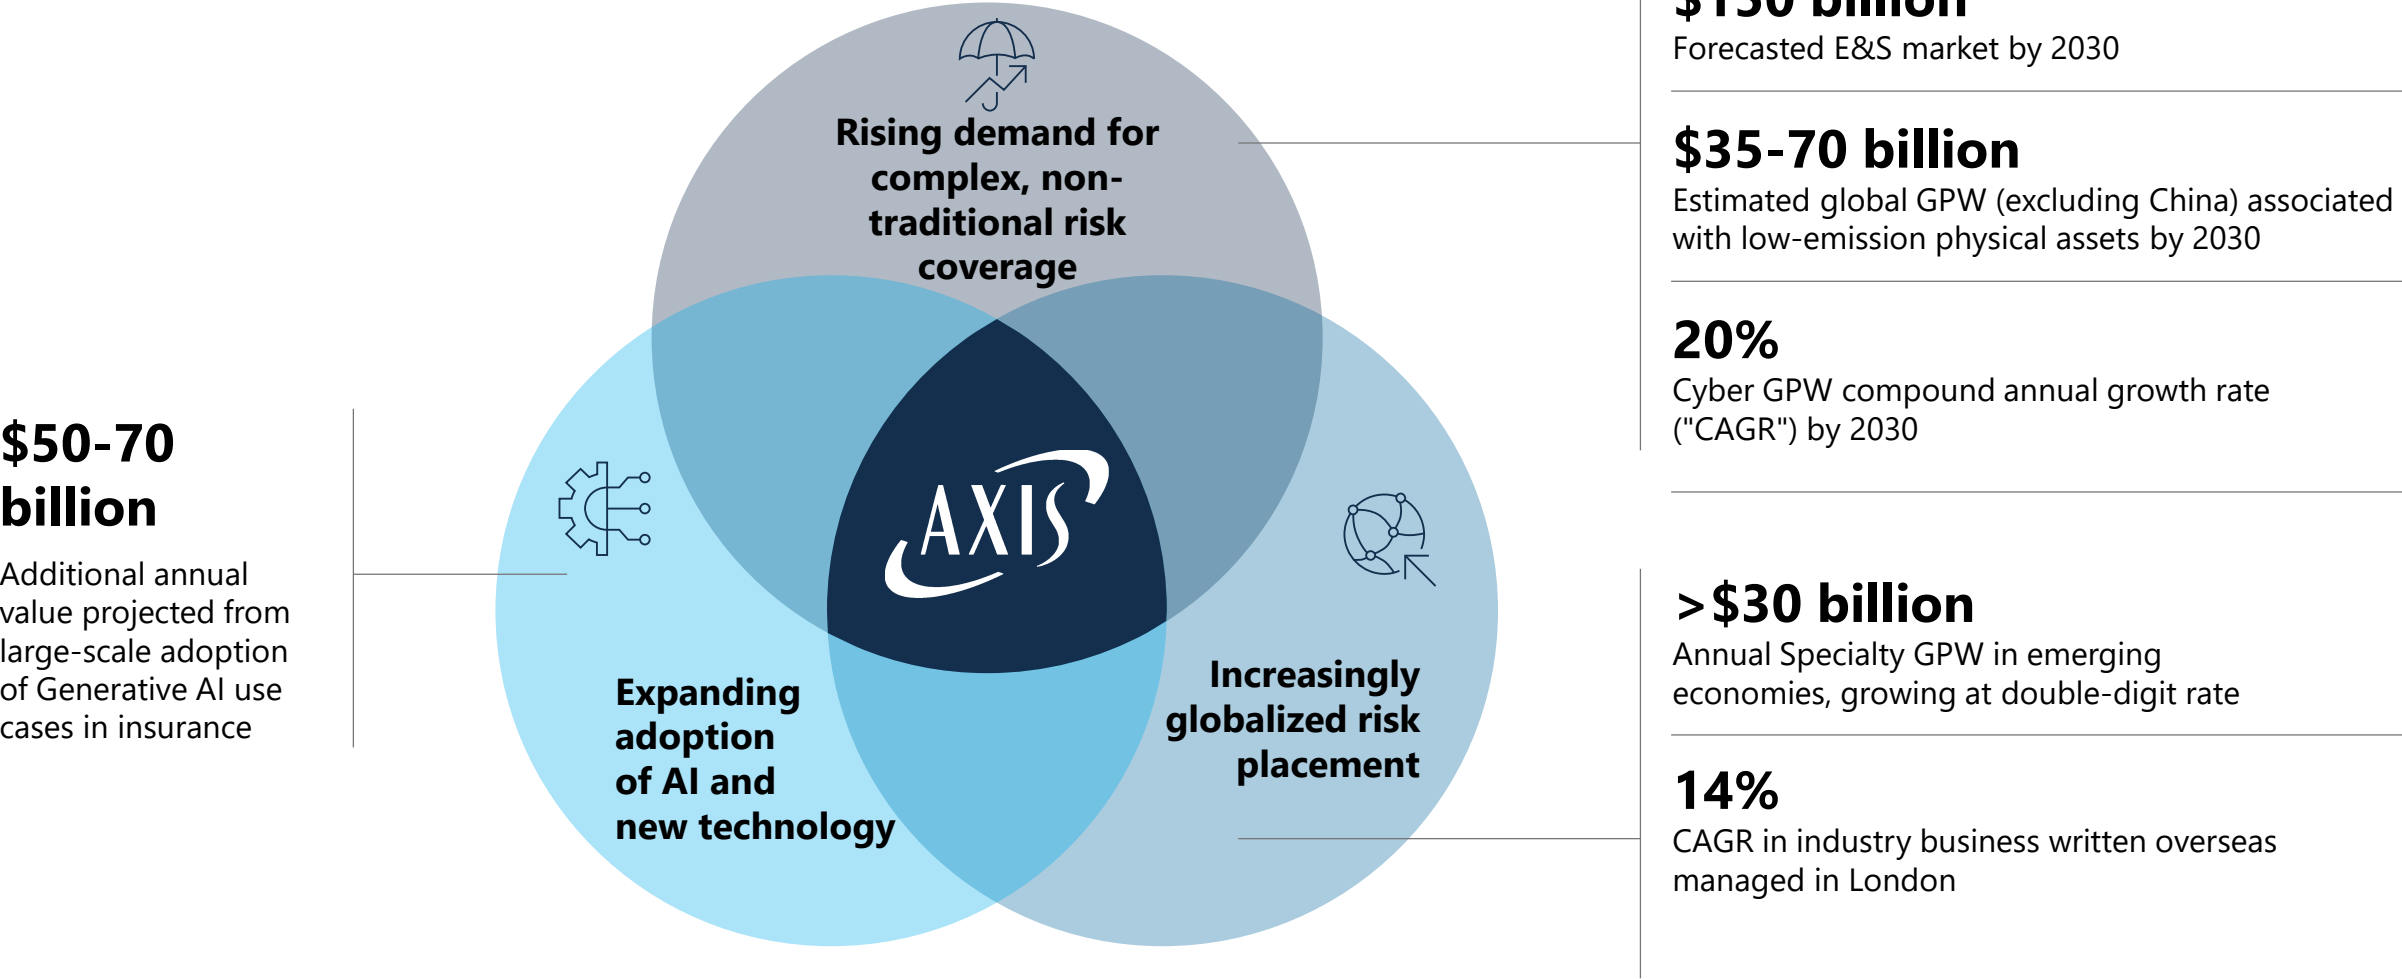 Rising demand for
complex, non-
traditional risk
coverage
$50-70
billion
Additional annual
value projected from
large-scale adoption
of Generative AI use
cases in insurance
AXIS
Expanding
adoption
of AI and
new technology
Increasingly
globalized risk
placement
billion
Forecasted E&S market by 2030
$35-70 billion
Estimated global GPW (excluding China) associated
with low-emission physical assets by 2030
20%
Cyber GPW compound annual growth rate
("CAGR") by 2030
>$30 billion
Annual Specialty GPW in emerging
economies, growing at double-digit rate
14%
CAGR in industry business written overseas
managed in London